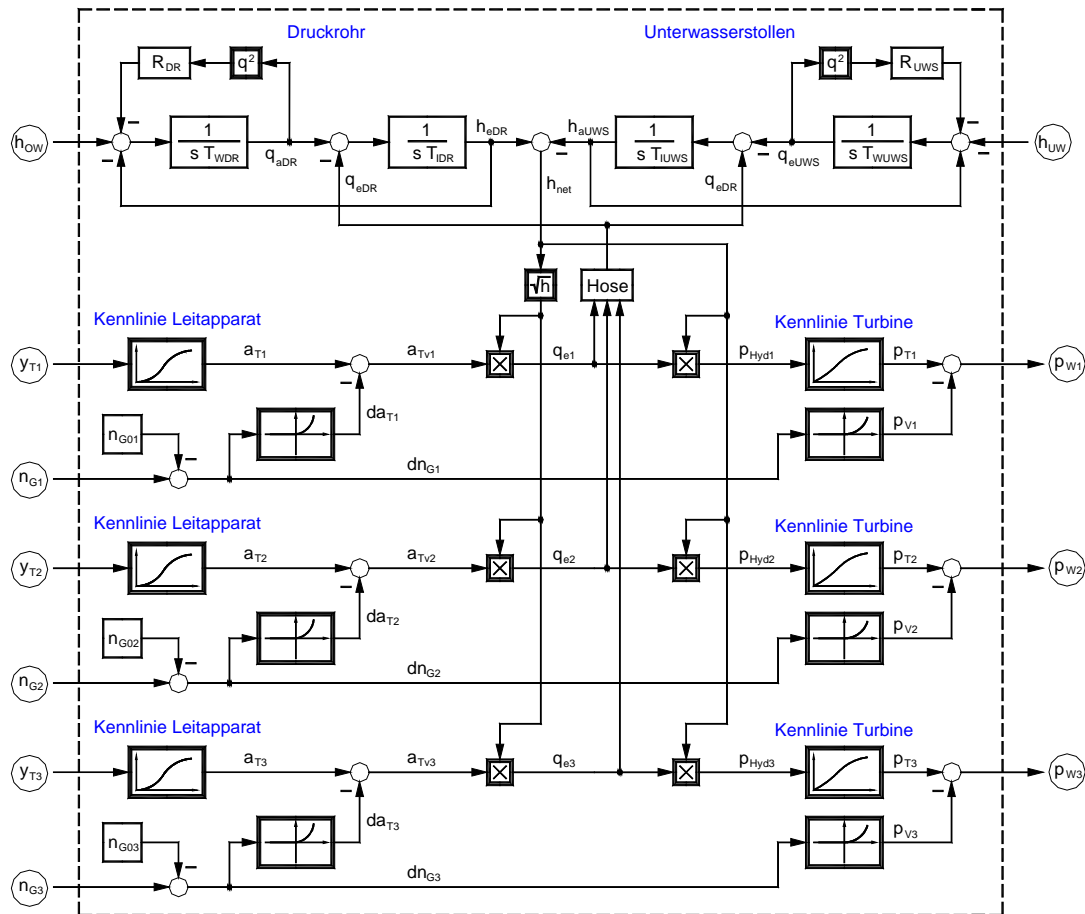 Druckrohr Unterwasserstollen
R_DR q² q² R_UWS
h_OW 1 / s T_WDR q_aDR 1 / s T_IDR h_eDR h_aUWS 1 / s T_IUWS q_eUWS 1 / s T_WUWS h_UW
q_eDR h_net q_eDR
√h Hose
Kennlinie Leitapparat Kennlinie Turbine
y_T1 a_T1 a_Tv1 q_e1 p_Hyd1 p_T1 p_W1
n_G01 da_T1 p_V1
n_G1 dn_G1
Kennlinie Leitapparat Kennlinie Turbine
y_T2 a_T2 a_Tv2 q_e2 p_Hyd2 p_T2 p_W2
n_G02 da_T2 p_V2
n_G2 dn_G2
Kennlinie Leitapparat Kennlinie Turbine
y_T3 a_T3 a_Tv3 q_e3 p_Hyd3 p_T3 p_W3
n_G03 da_T3 p_V3
n_G3 dn_G3